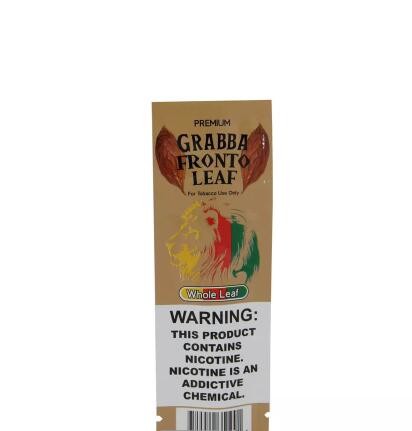 PREMIUM
GRABBA
FRONTO
LEAF
For Tobacco Use Only
Whole Leaf
WARNING:
THIS PRODUCT
CONTAINS
NICOTINE.
NICOTINE IS AN
ADDICTIVE
CHEMICAL.